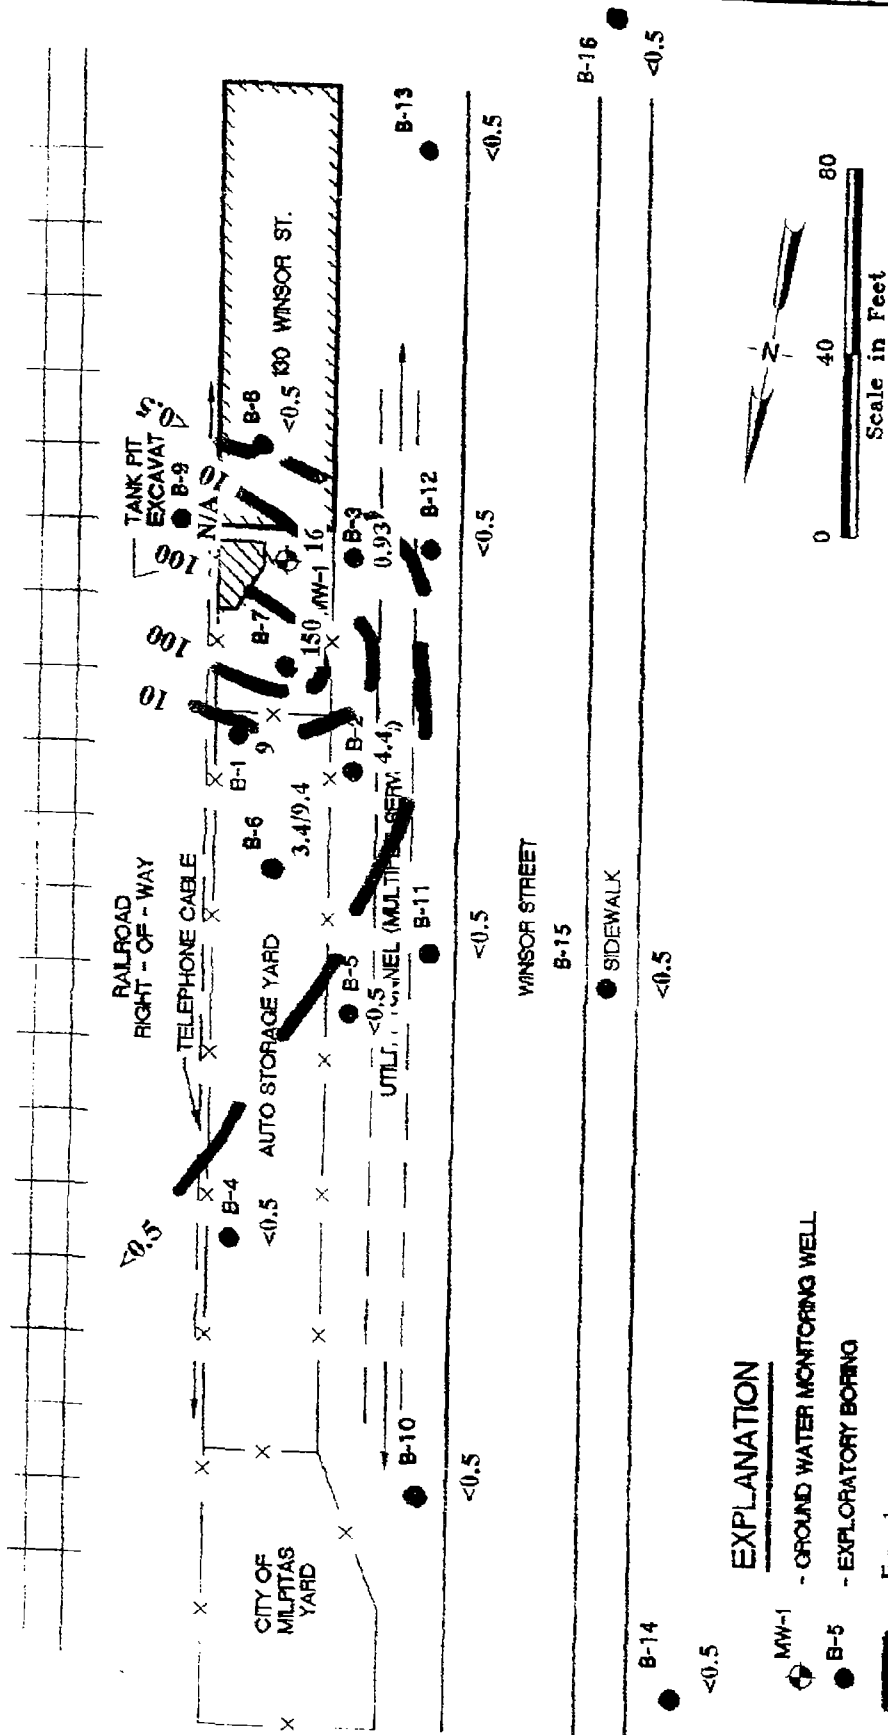 B-16
<0.5
B-13
<0.5
130 WINSOR ST.
<0.5
B-8
<0.5
TANK PIT
EXCAVAT
B-9
N/A
10
100
100
10
B-7
150
MW-1
16
B-3
0.93
B-12
<0.5
B-1
9
B-2
4.4
B-6
3.4/9.4
RAILROAD
RIGHT - OF - WAY
TELEPHONE CABLE
AUTO STORAGE YARD
B-5
<0.5
B-11
<0.5
WINSOR STREET
B-15
SIDEWALK
<0.5
<0.5
B-4
<0.5
B-10
<0.5
CITY OF
MILPITAS
YARD
B-14
<0.5
N
0 40 80
Scale in Feet
EXPLANATION
MW-1 - GROUND WATER MONITORING WELL
B-5 - EXPLORATORY BORING